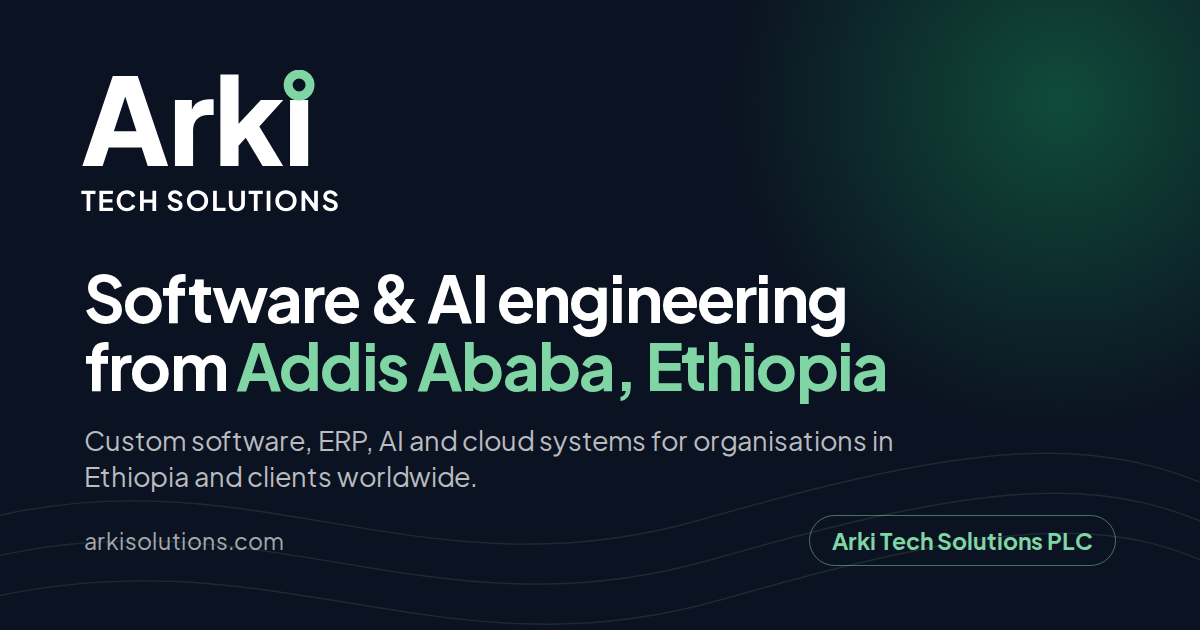 Arki
TECH SOLUTIONS
Software & AI engineering
from Addis Ababa, Ethiopia
Custom software, ERP, AI and cloud systems for organisations in
Ethiopia and clients worldwide.
arkisolutions.com
Arki Tech Solutions PLC